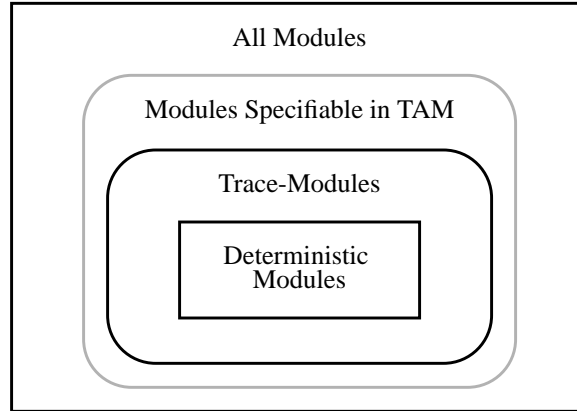 All Modules
Modules Specifiable in TAM
Trace-Modules
Deterministic
Modules